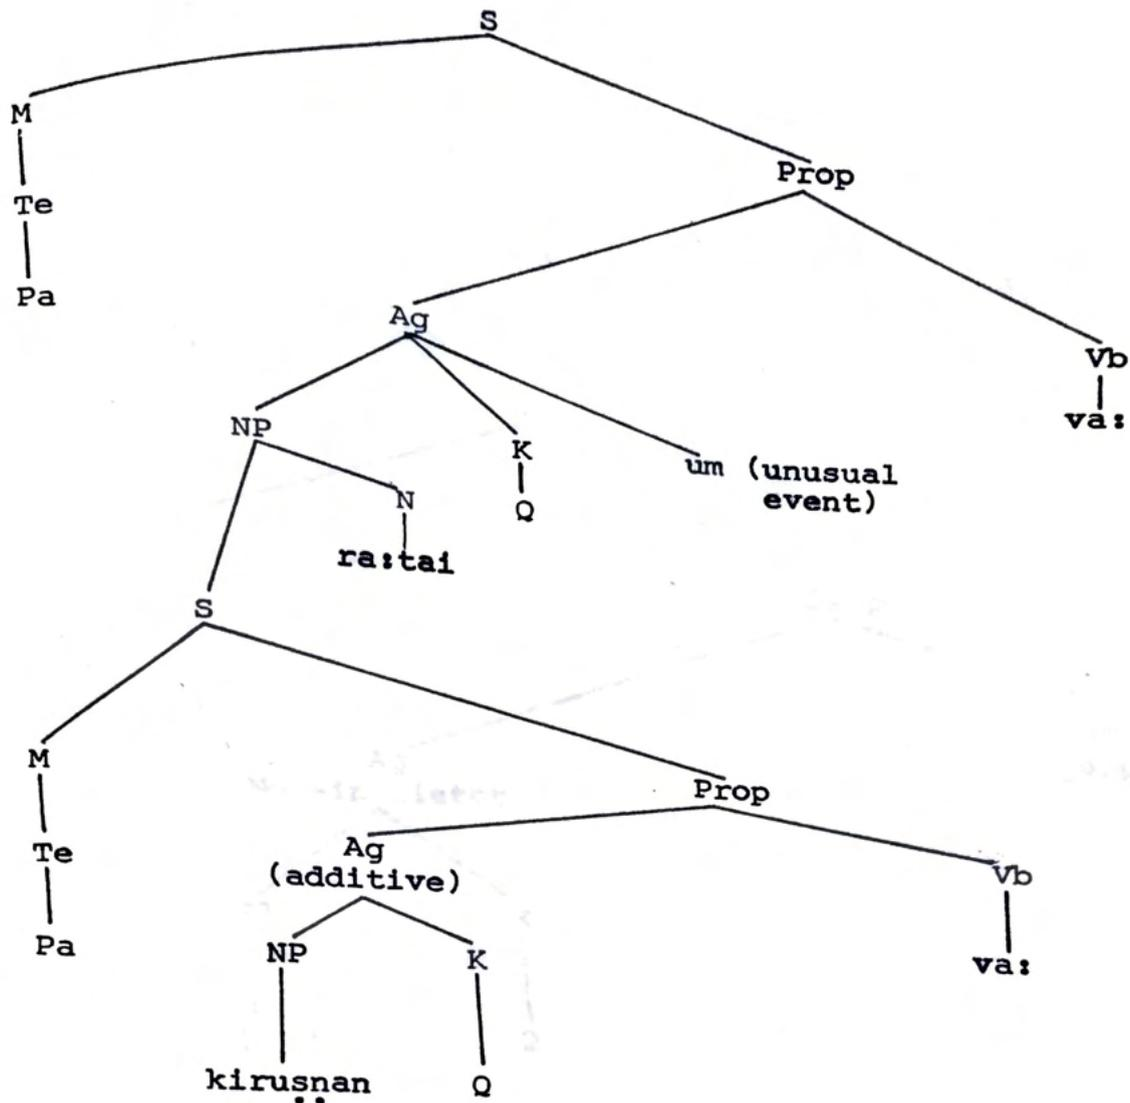 S
M
Prop
Te
Pa
Ag
Vb
va:
NP
K
um (unusual
event)
N
Q
ra:tai
S
M
Prop
Te
Ag
(additive)
Vb
Pa
NP
K
va:
kiruṣṇan
Q